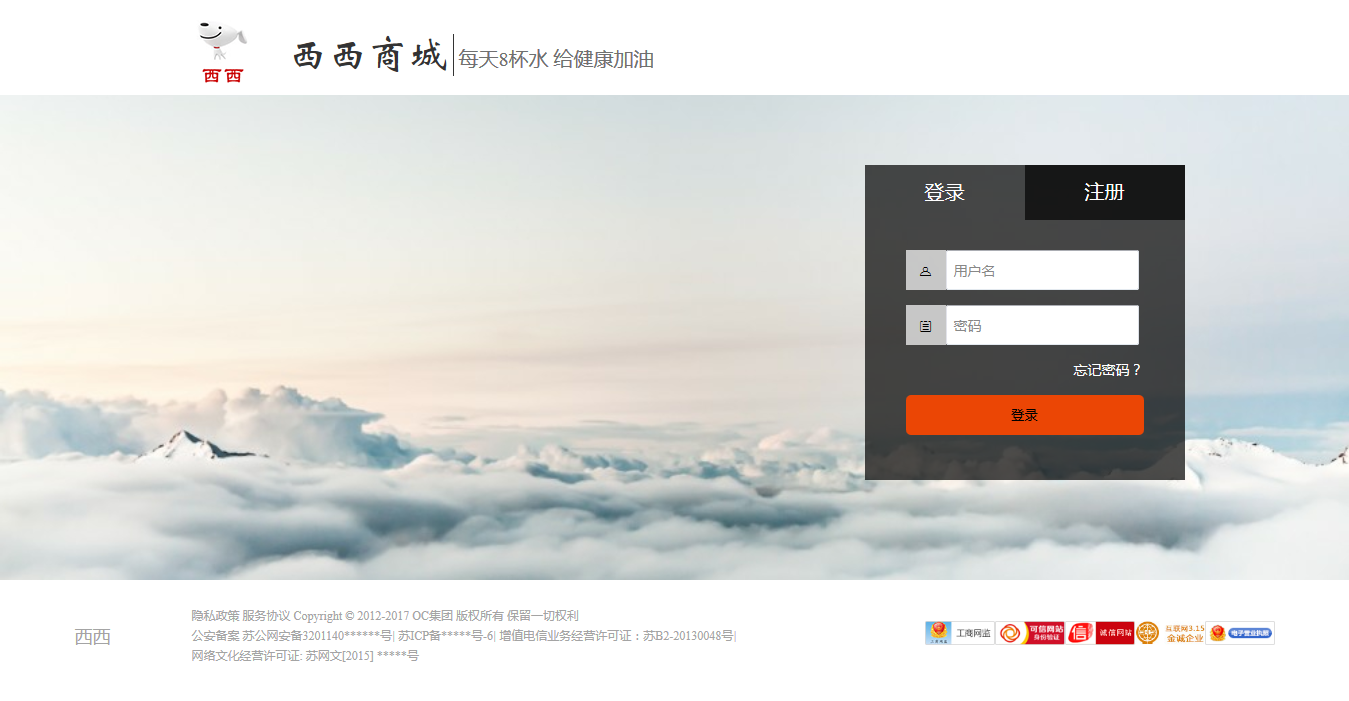 西西
西西商城
每天8杯水 给健康加油
登录
注册
用户名
密码
忘记密码？
登录
西西
隐私政策 服务协议 Copyright © 2012-2017 OC集团 版权所有 保留一切权利
公安备案 苏公网安备3201140******号| 苏ICP备*****号-6| 增值电信业务经营许可证：苏B2-20130048号|
网络文化经营许可证: 苏网文[2015] *****号
工商网监
可信网站
身份验证
信
诚信网站
互联网3.15
金诚企业
电子营业执照